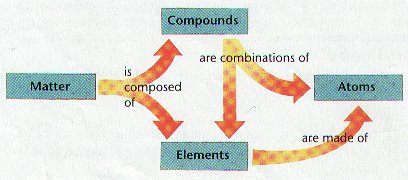 Compounds
are combinations of
Matter
is
composed
of
Atoms
are made of
Elements